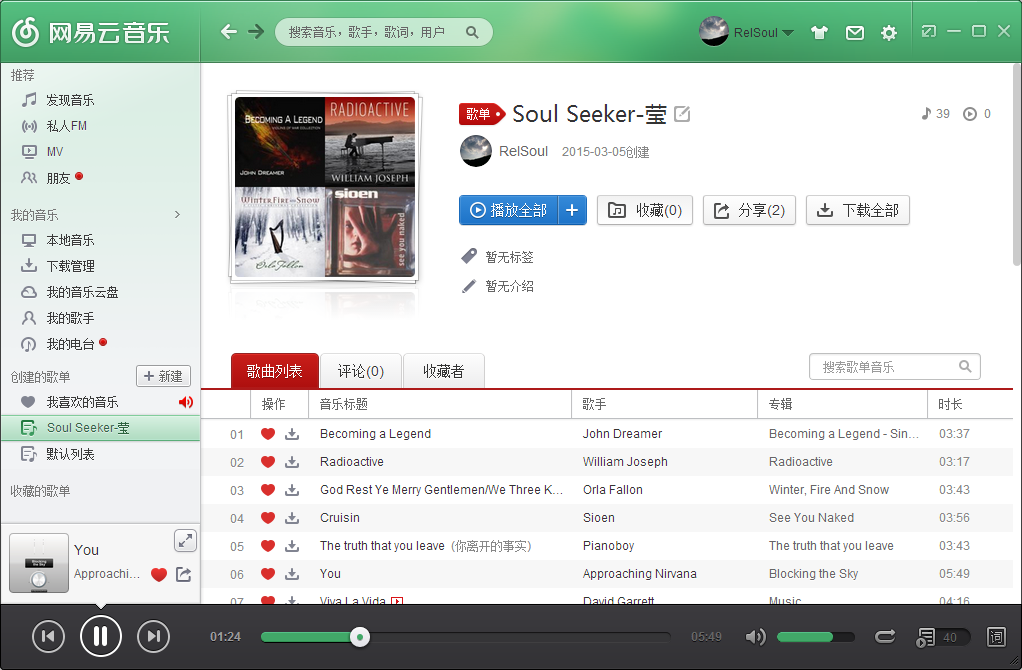 网易云音乐
搜索音乐，歌手，歌词，用户
RelSoul
推荐
发现音乐
私人FM
MV
朋友
我的音乐
本地音乐
下载管理
我的音乐云盘
我的歌手
我的电台
创建的歌单
新建
我喜欢的音乐
Soul Seeker-莹
默认列表
收藏的歌单
You
Approachi...
BECOMING A LEGEND
JOHN DREAMER
RADIOACTIVE
WILLIAM JOSEPH
WINTER, FIRE AND SNOW
Orla Fallon
sioen
see you naked
歌单
Soul Seeker-莹
39
0
RelSoul
2015-03-05创建
播放全部
收藏(0)
分享(2)
下载全部
暂无标签
暂无介绍
歌曲列表
评论(0)
收藏者
搜索歌单音乐
操作 音乐标题 歌手 专辑 时长
01 Becoming a Legend John Dreamer Becoming a Legend - Sin... 03:37
02 Radioactive William Joseph Radioactive 03:17
03 God Rest Ye Merry Gentlemen/We Three K... Orla Fallon Winter, Fire And Snow 03:43
04 Cruisin Sioen See You Naked 03:56
05 The truth that you leave（你离开的事实） Pianoboy The truth that you leave 03:43
06 You Approaching Nirvana Blocking the Sky 05:49
07 Viva La Vida David Garrett Music 04:16
01:24
05:49
40
词